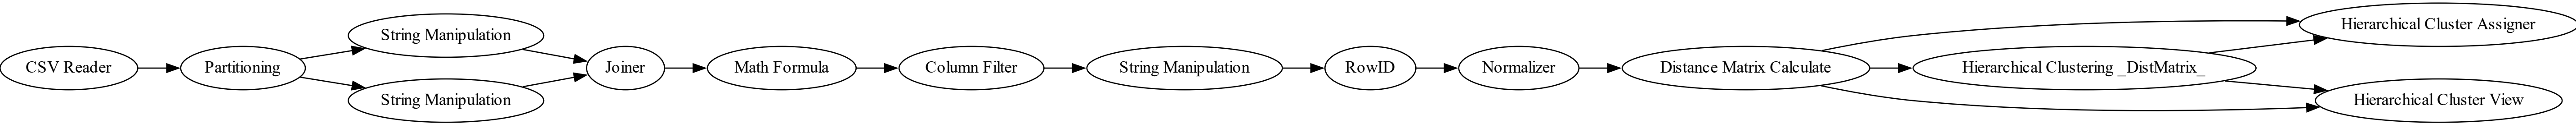 CSV Reader
Partitioning
String Manipulation
String Manipulation
Joiner
Math Formula
Column Filter
String Manipulation
RowID
Normalizer
Distance Matrix Calculate
Hierarchical Clustering _DistMatrix_
Hierarchical Cluster Assigner
Hierarchical Cluster View